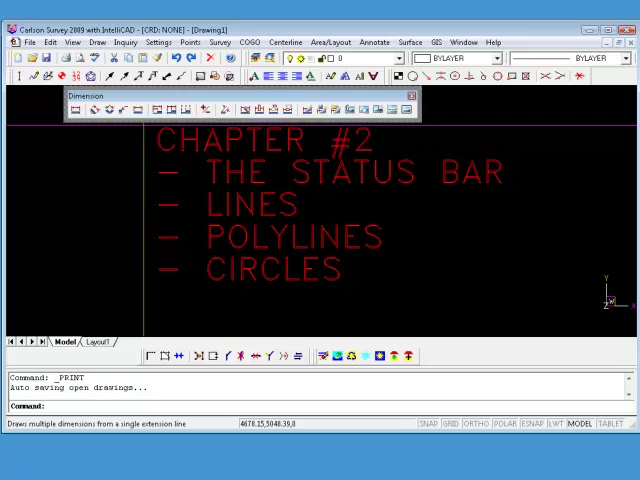 Carlson Survey 2009 with IntelliCAD - [CRD: NONE] - [Drawing1]
File Edit View Draw Inquiry Settings Points Survey COGO Centerline Area/Layout Annotate Surface GIS Window Help
0 BYLAYER BYLAYER
Dimension
CHAPTER #2
- THE STATUS BAR
- LINES
- POLYLINES
- CIRCLES
Y
W
Z X
Model Layout1
Command: _PRINT
Auto saving open drawings...
Command:
Draws multiple dimensions from a single extension line 4678.15,5048.39,0 SNAP GRID ORTHO POLAR ESNAP LWT MODEL TABLET